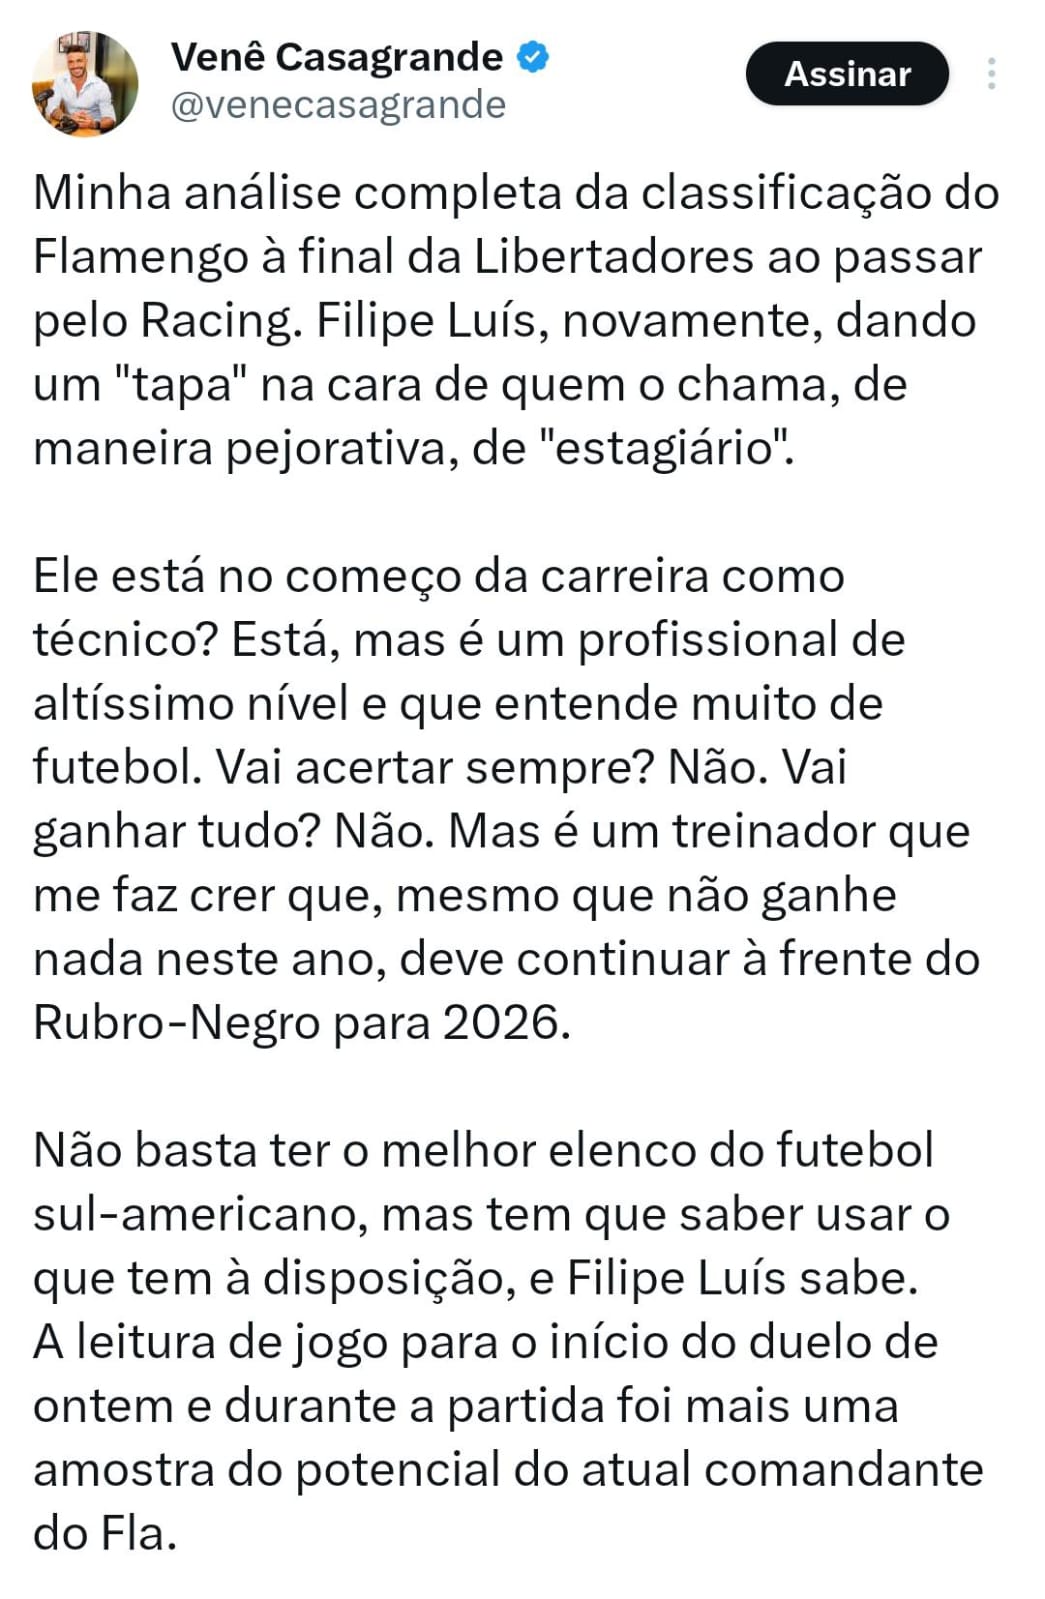 Venê Casagrande
@venecasagrande
Assinar
Minha análise completa da classificação do
Flamengo à final da Libertadores ao passar
pelo Racing. Filipe Luís, novamente, dando
um "tapa" na cara de quem o chama, de
maneira pejorativa, de "estagiário".
Ele está no começo da carreira como
técnico? Está, mas é um profissional de
altíssimo nível e que entende muito de
futebol. Vai acertar sempre? Não. Vai
ganhar tudo? Não. Mas é um treinador que
me faz crer que, mesmo que não ganhe
nada neste ano, deve continuar à frente do
Rubro-Negro para 2026.
Não basta ter o melhor elenco do futebol
sul-americano, mas tem que saber usar o
que tem à disposição, e Filipe Luís sabe.
A leitura de jogo para o início do duelo de
ontem e durante a partida foi mais uma
amostra do potencial do atual comandante
do Fla.